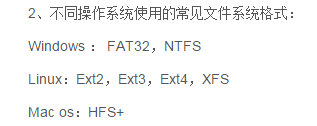 2、不同操作系统使用的常见文件系统格式：
Windows ： FAT32，NTFS
Linux：Ext2，Ext3，Ext4，XFS
Mac os：HFS+